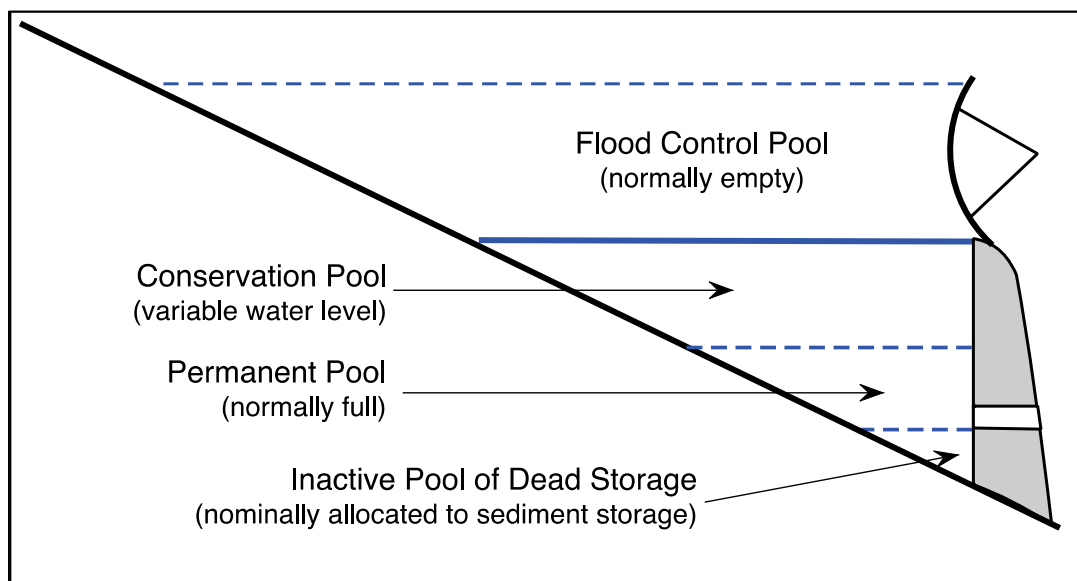 Flood Control Pool
(normally empty)
Conservation Pool
(variable water level)
Permanent Pool
(normally full)
Inactive Pool of Dead Storage
(nominally allocated to sediment storage)